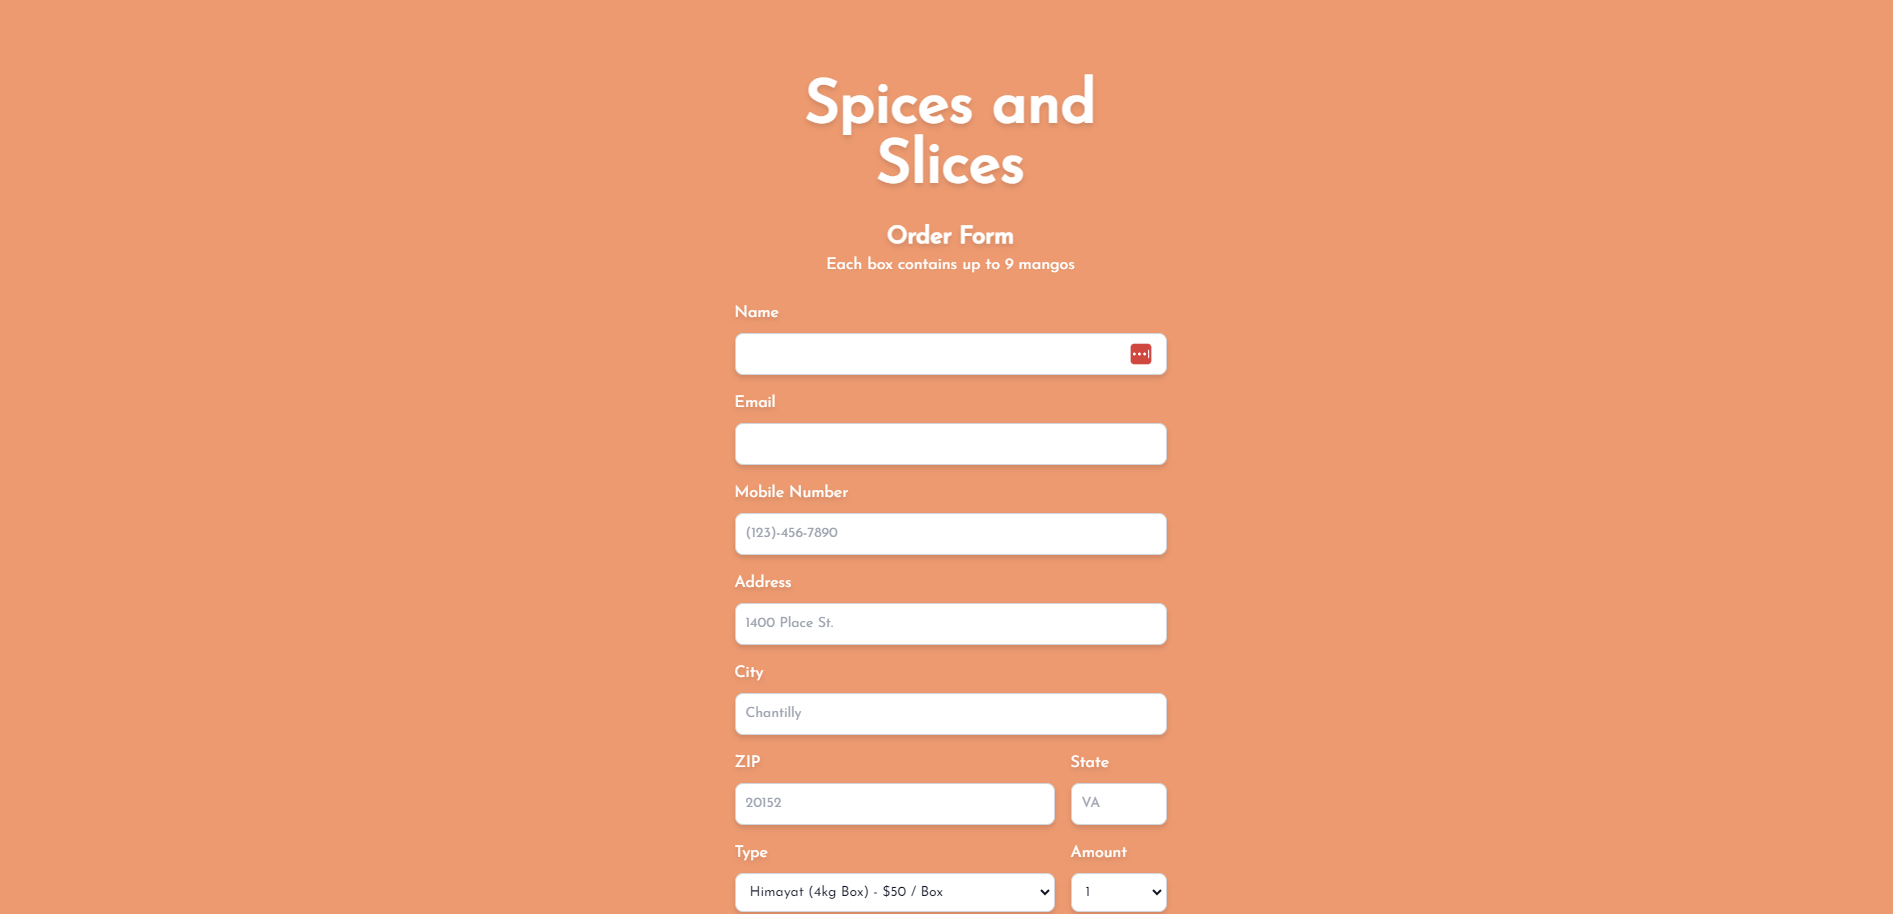 Spices and
Slices
Order Form
Each box contains up to 9 mangos
Name
Email
Mobile Number
(123)-456-7890
Address
1400 Place St.
City
Chantilly
ZIP State
20152 VA
Type Amount
Himayat (4kg Box) - $50 / Box 1